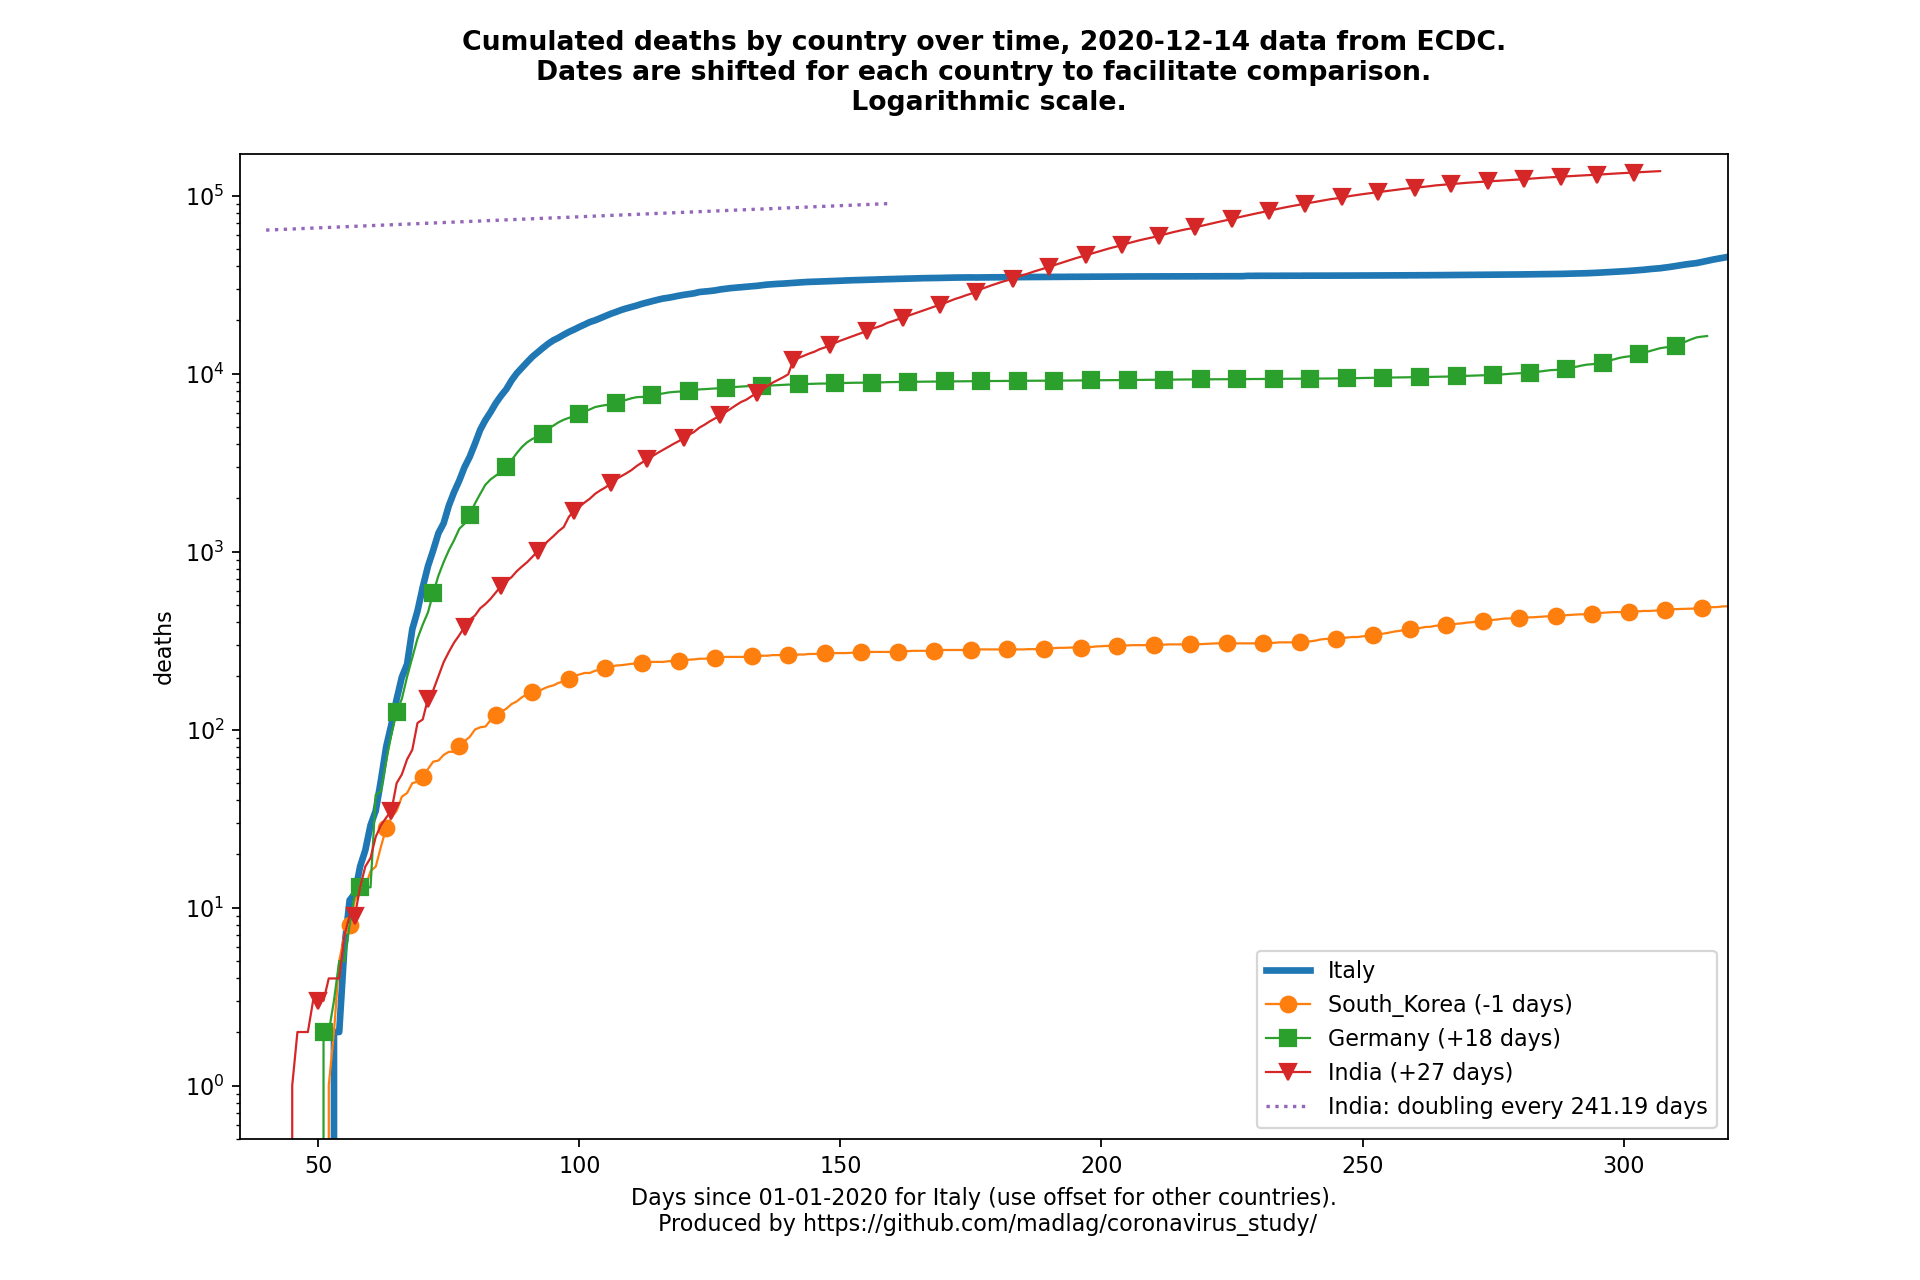 Cumulated deaths by country over time, 2020-12-14 data from ECDC.
Dates are shifted for each country to facilitate comparison.
Logarithmic scale.
10^5
10^4
10^3
10^2
10^1
10^0
deaths
Italy
South_Korea (-1 days)
Germany (+18 days)
India (+27 days)
India: doubling every 241.19 days
50 100 150 200 250 300
Days since 01-01-2020 for Italy (use offset for other countries).
Produced by https://github.com/madlag/coronavirus_study/